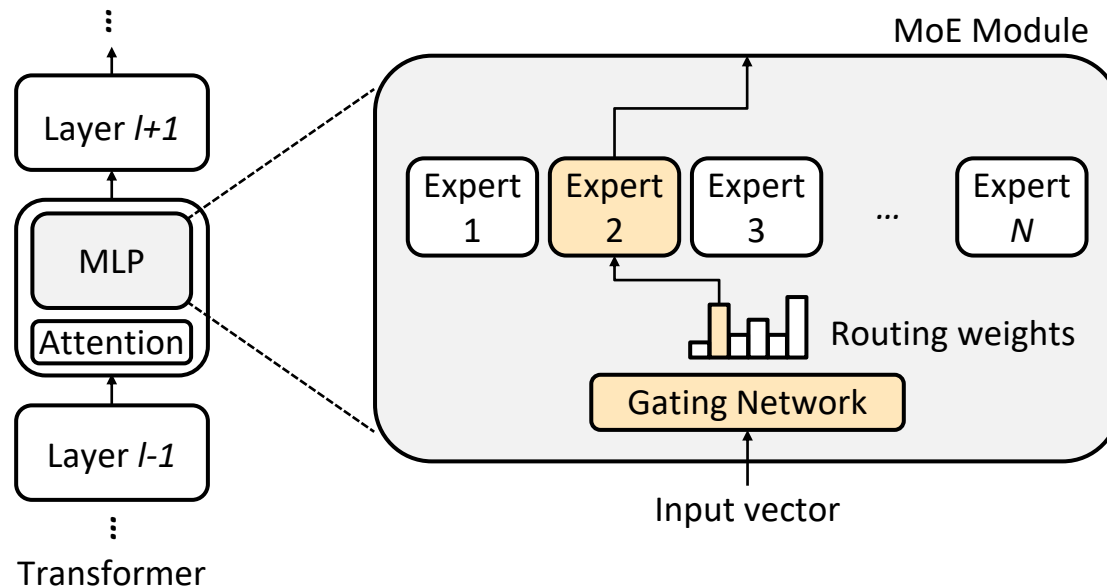 ...
Layer l+1
MLP
Attention
Layer l-1
...
Transformer
MoE Module
Expert
1
Expert
2
Expert
3
...
Expert
N
Routing weights
Gating Network
Input vector